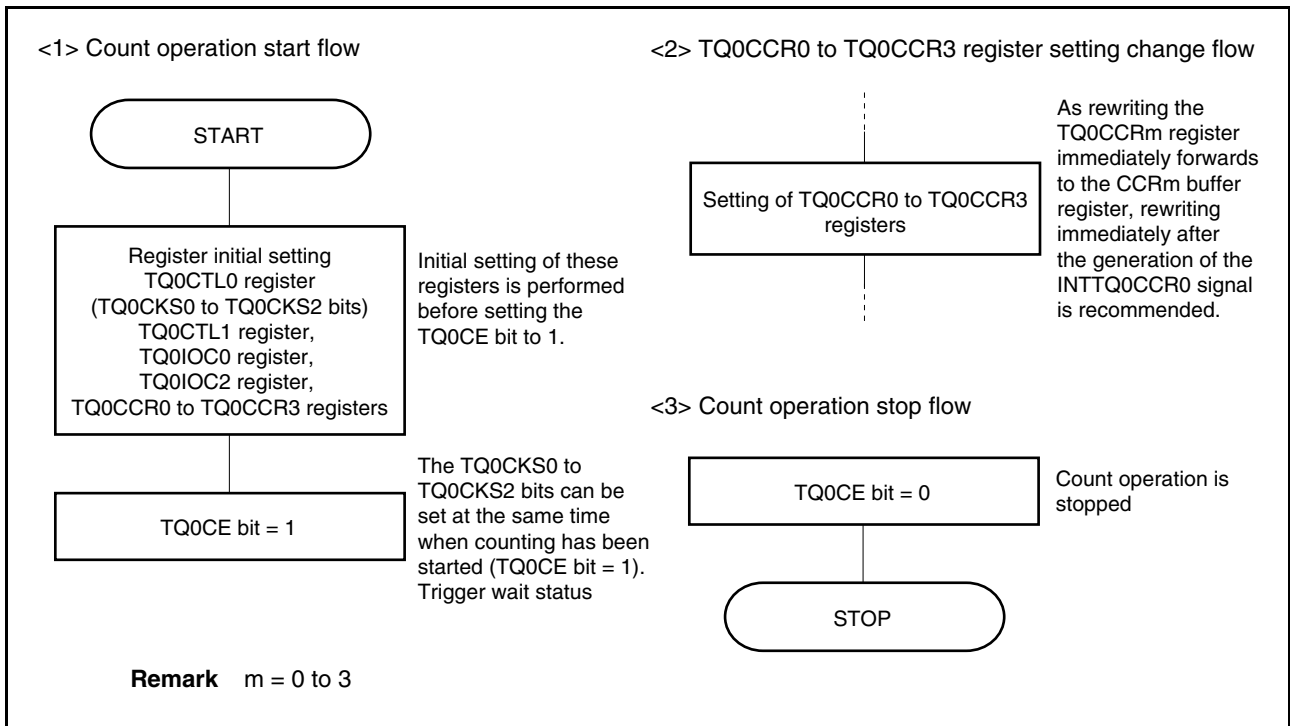 <1> Count operation start flow
START
Register initial setting
TQ0CTL0 register
(TQ0CKS0 to TQ0CKS2 bits)
TQ0CTL1 register,
TQ0IOC0 register,
TQ0IOC2 register,
TQ0CCR0 to TQ0CCR3 registers
Initial setting of these
registers is performed
before setting the
TQ0CE bit to 1.
TQ0CE bit = 1
The TQ0CKS0 to
TQ0CKS2 bits can be
set at the same time
when counting has been
started (TQ0CE bit = 1).
Trigger wait status
<2> TQ0CCR0 to TQ0CCR3 register setting change flow
Setting of TQ0CCR0 to TQ0CCR3
registers
As rewriting the
TQ0CCRm register
immediately forwards
to the CCRm buffer
register, rewriting
immediately after
the generation of the
INTTQ0CCR0 signal
is recommended.
<3> Count operation stop flow
TQ0CE bit = 0
Count operation is
stopped
STOP
Remark m = 0 to 3